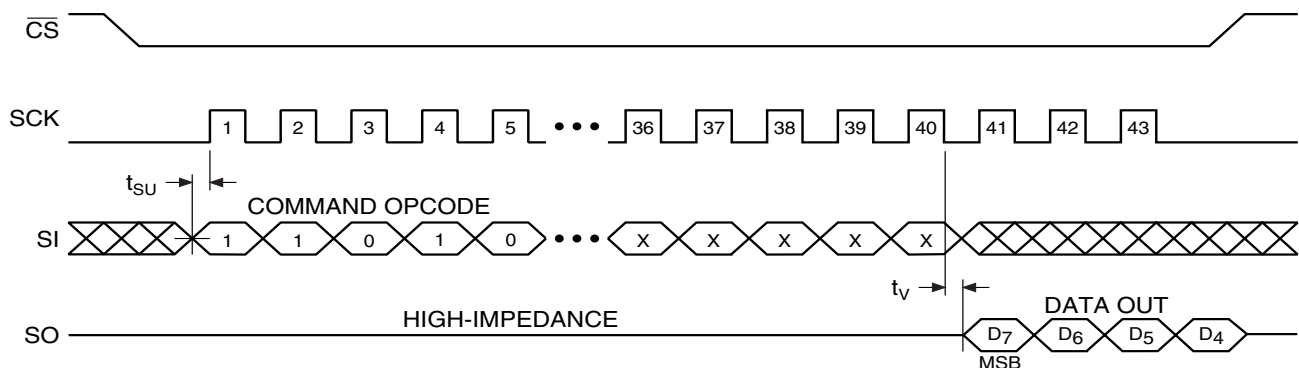 CS
SCK
1 2 3 4 5 ••• 36 37 38 39 40 41 42 43
tSU
COMMAND OPCODE
SI
1 1 0 1 0 ••• X X X X X
tV
HIGH-IMPEDANCE
DATA OUT
SO
D7 D6 D5 D4
MSB